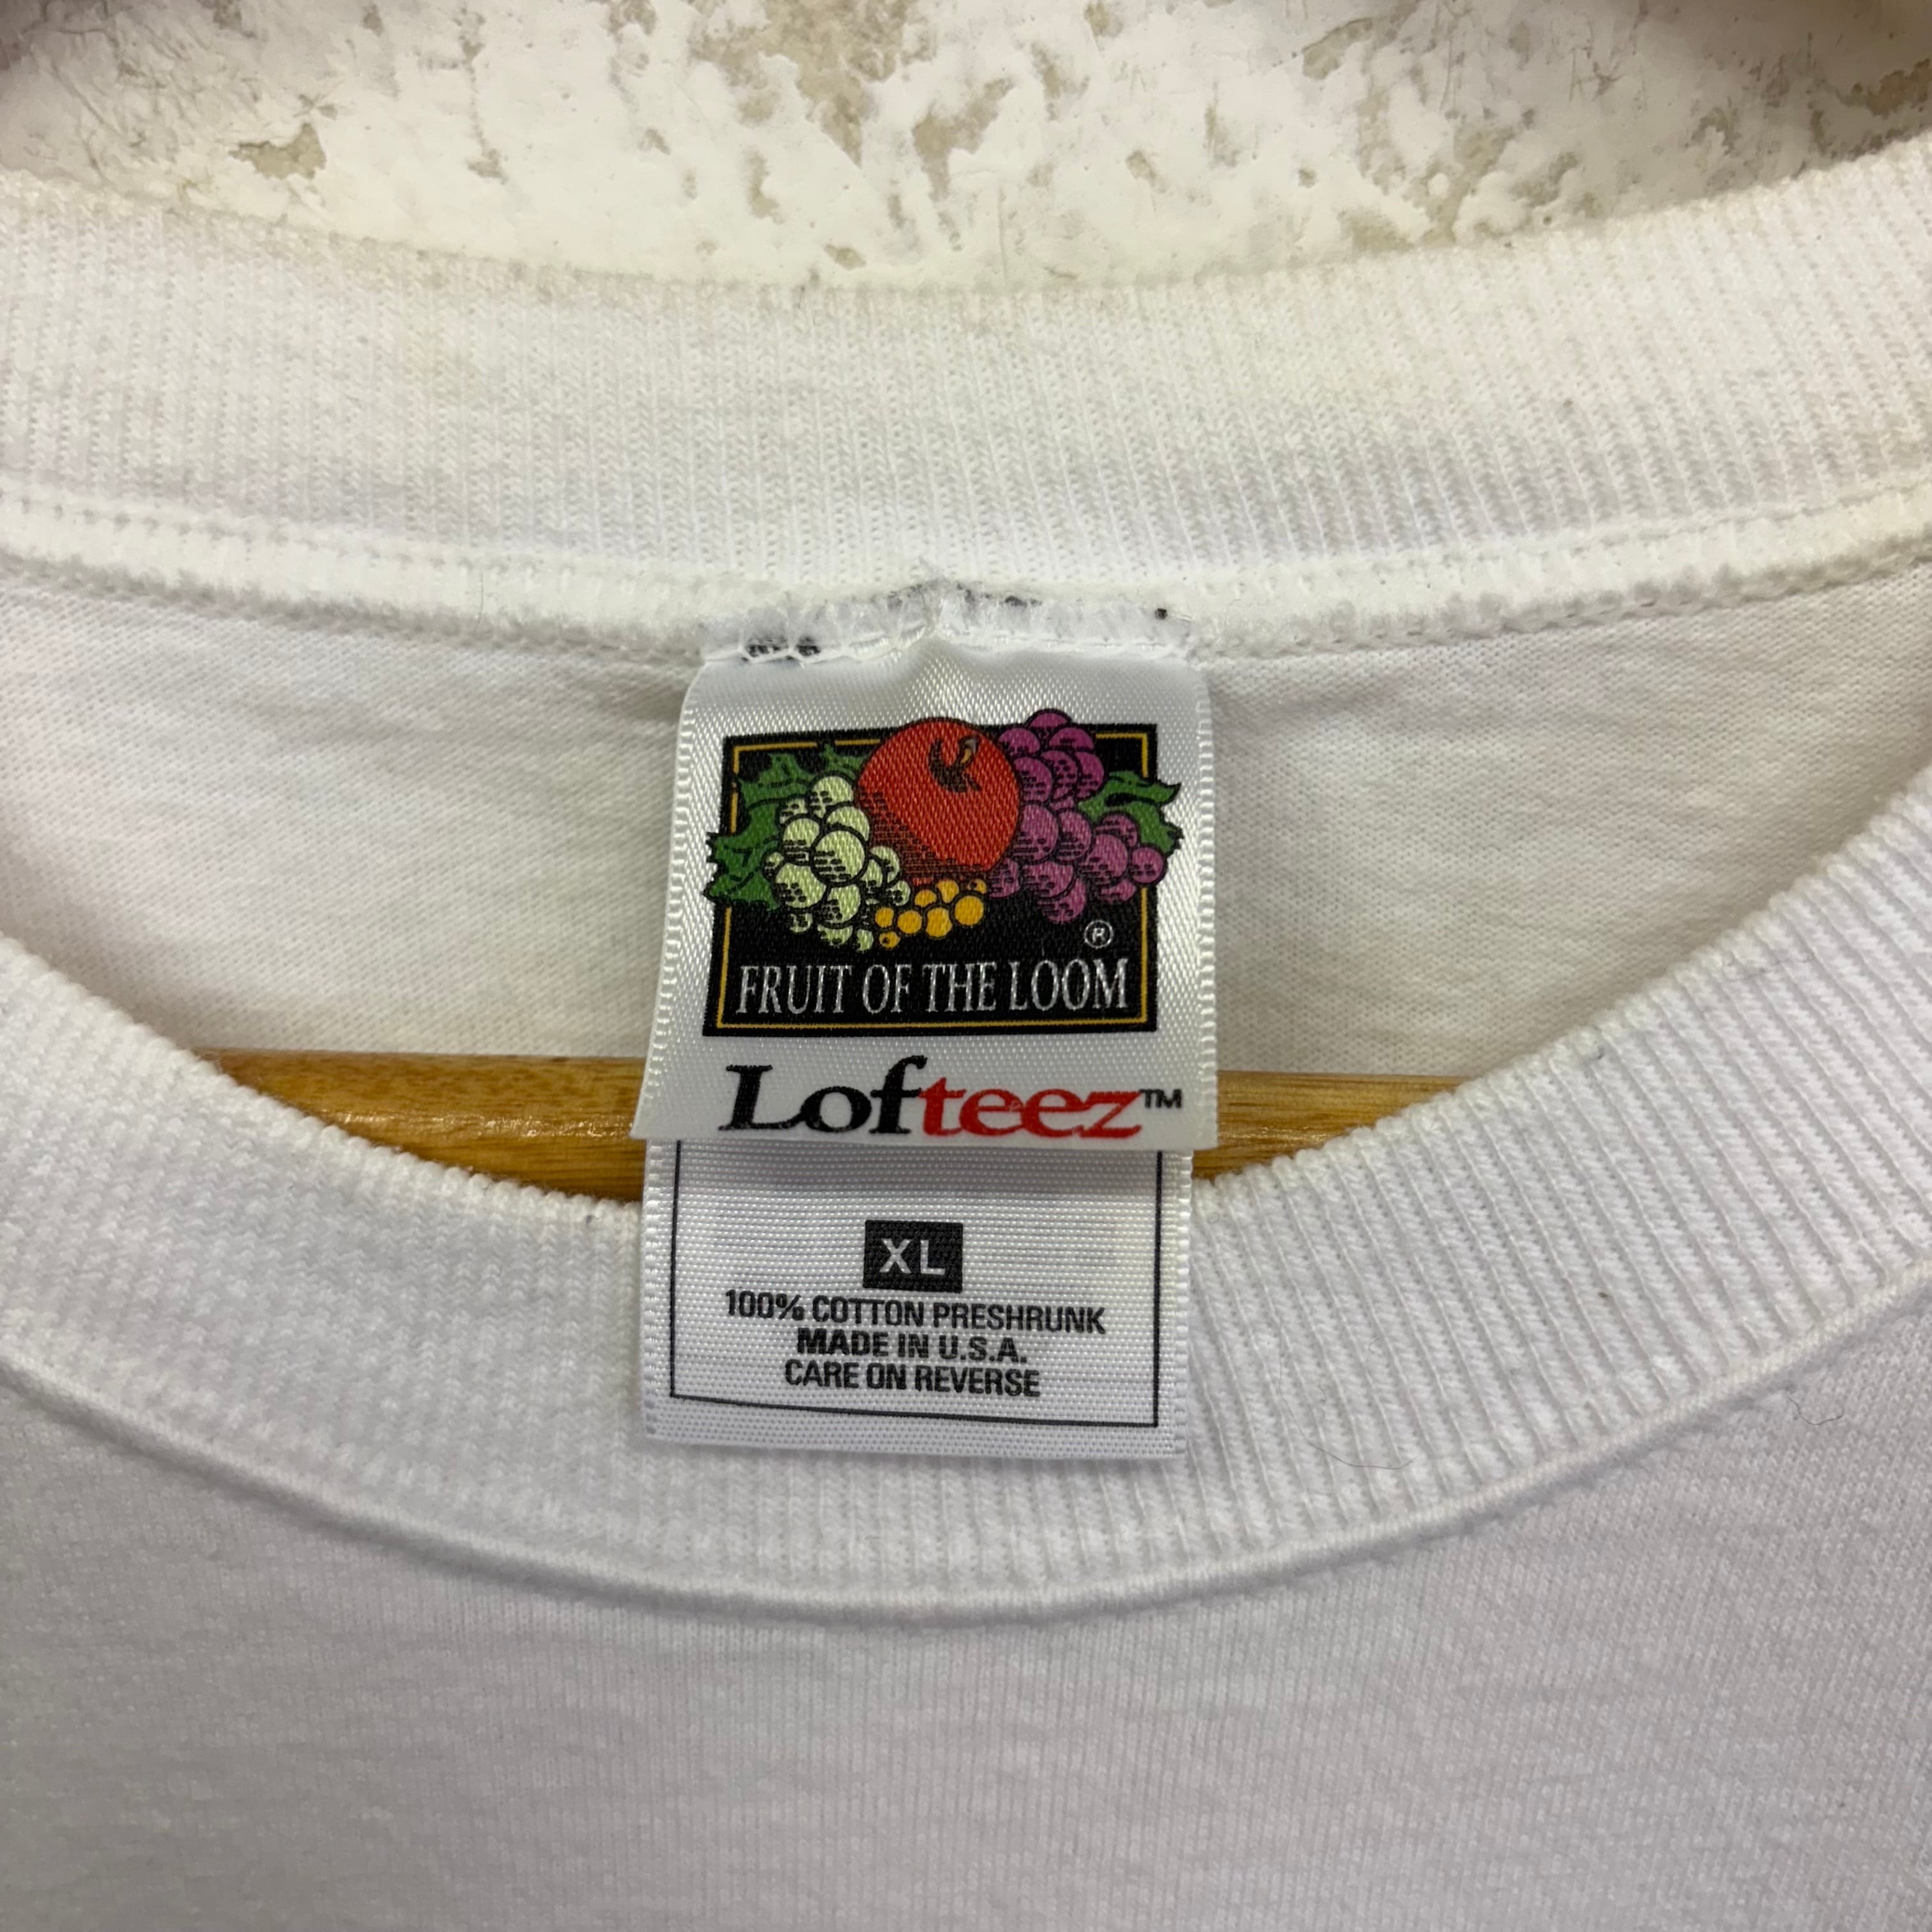 ®
FRUIT OF THE LOOM
Lofteez™
XL
100% COTTON PRESHRUNK
MADE IN U.S.A.
CARE ON REVERSE